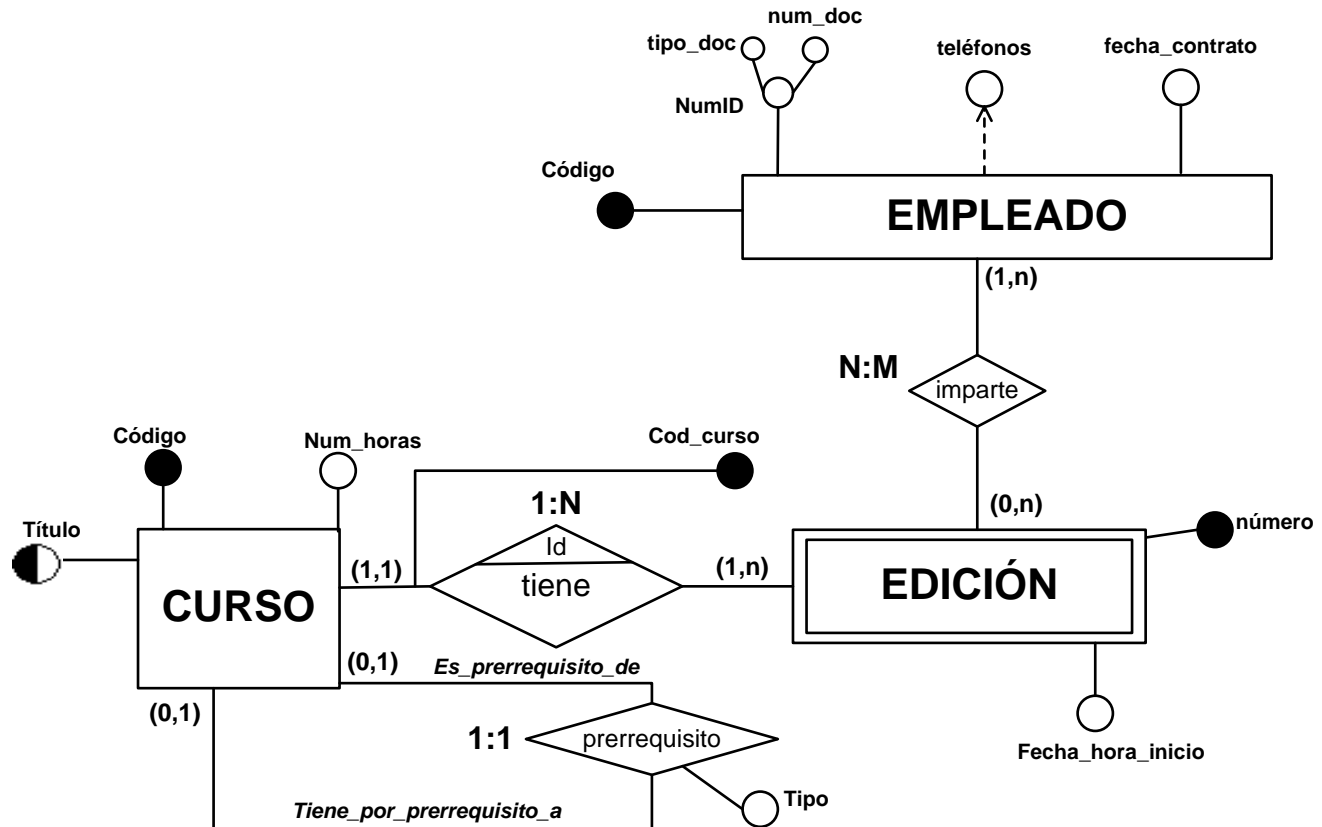 num_doc
tipo_doc
teléfonos
fecha_contrato
NumID
Código
EMPLEADO
(1,n)
N:M
imparte
Código
Num_horas
Cod_curso
1:N
(0,n)
Título
Id
número
(1,1)
tiene
(1,n)
EDICIÓN
CURSO
(0,1)
Es_prerrequisito_de
(0,1)
1:1
prerrequisito
Fecha_hora_inicio
Tiene_por_prerrequisito_a
Tipo